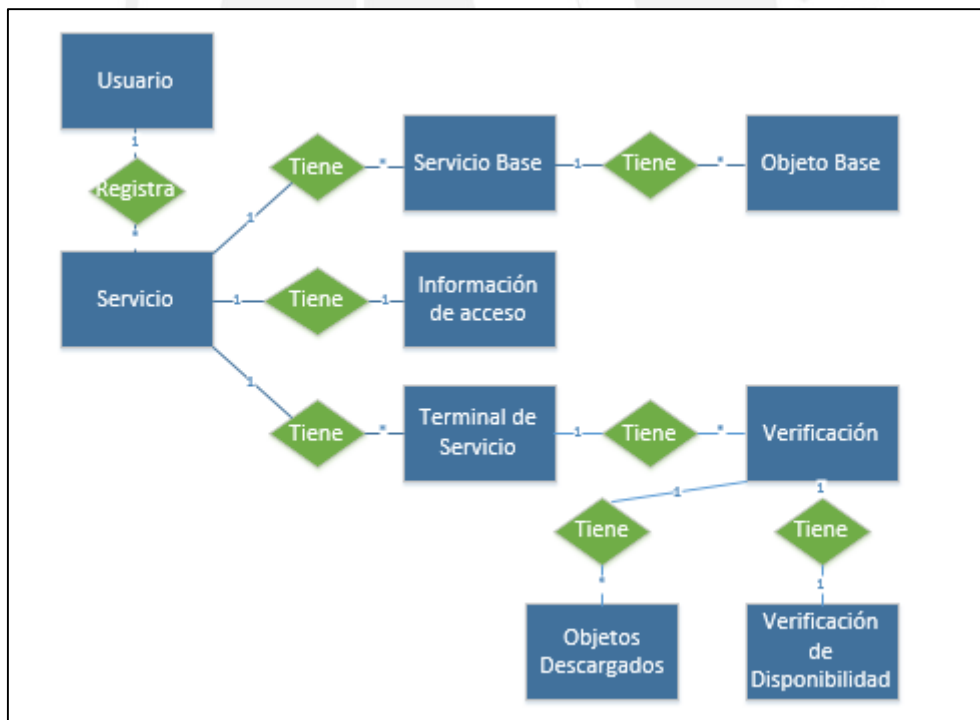 Usuario
1
Registra
*
Servicio
1
Tiene
*
Servicio Base
1
Tiene
*
Objeto Base
1
Tiene
1
Información
de acceso
1
Tiene
*
Terminal de
Servicio
1
Tiene
*
Verificación
1
Tiene
*
Objetos
Descargados
1
Tiene
1
Verificación
de
Disponibilidad